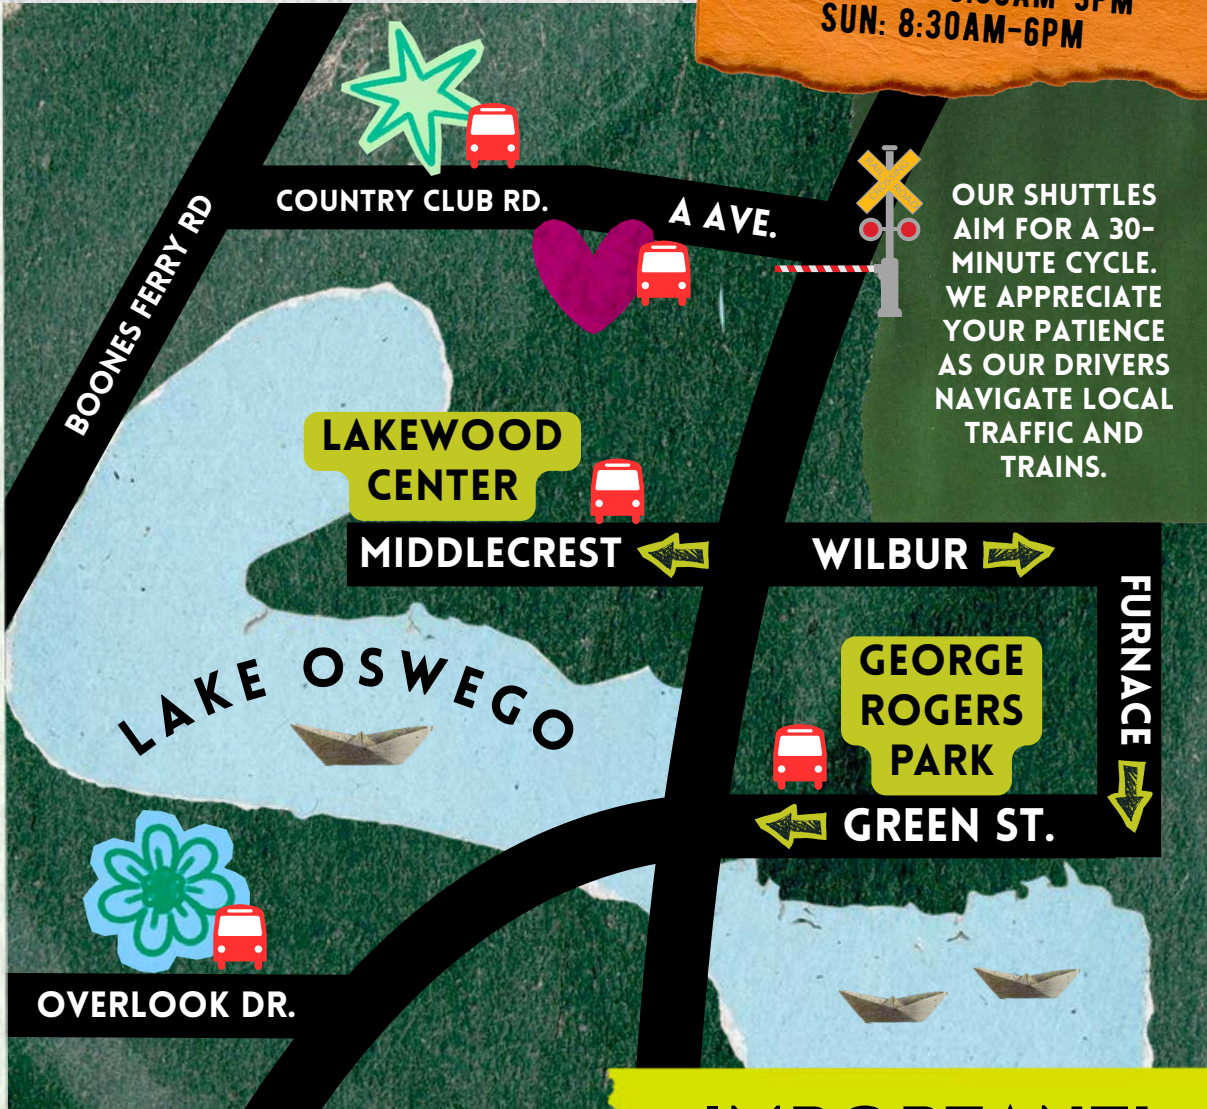 SUN: 8:30AM-6PM
COUNTRY CLUB RD.
A AVE.
BOONES FERRY RD
OUR SHUTTLES
AIM FOR A 30-
MINUTE CYCLE.
WE APPRECIATE
YOUR PATIENCE
AS OUR DRIVERS
NAVIGATE LOCAL
TRAFFIC AND
TRAINS.
LAKEWOOD
CENTER
MIDDLECREST
WILBUR
FURNACE
GEORGE
ROGERS
PARK
LAKE OSWEGO
GREEN ST.
OVERLOOK DR.